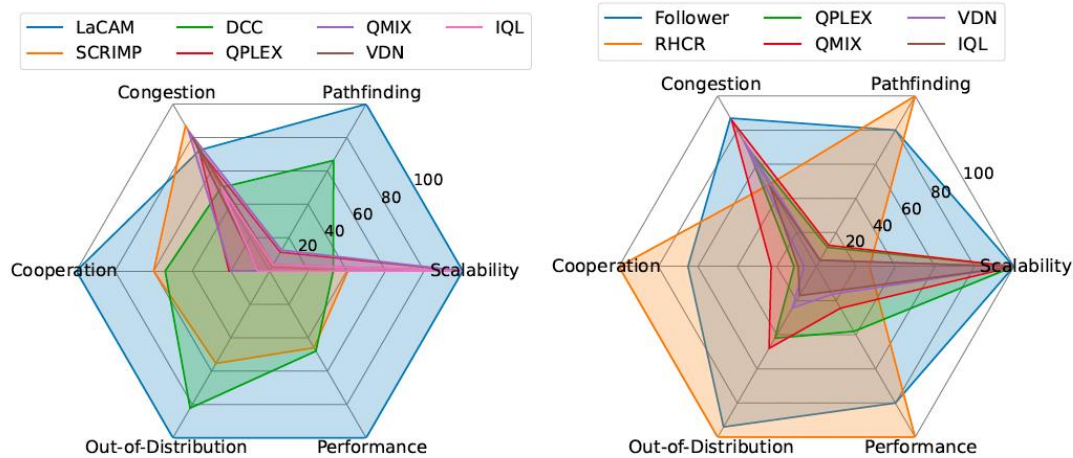 LaCAM DCC QMIX IQL
SCRIMP QPLEX VDN
Congestion Pathfinding
100
80
60
40
20
Cooperation Scalability
Out-of-Distribution Performance
Follower QPLEX VDN
RHCR QMIX IQL
Congestion Pathfinding
100
80
60
40
20
Cooperation Scalability
Out-of-Distribution Performance